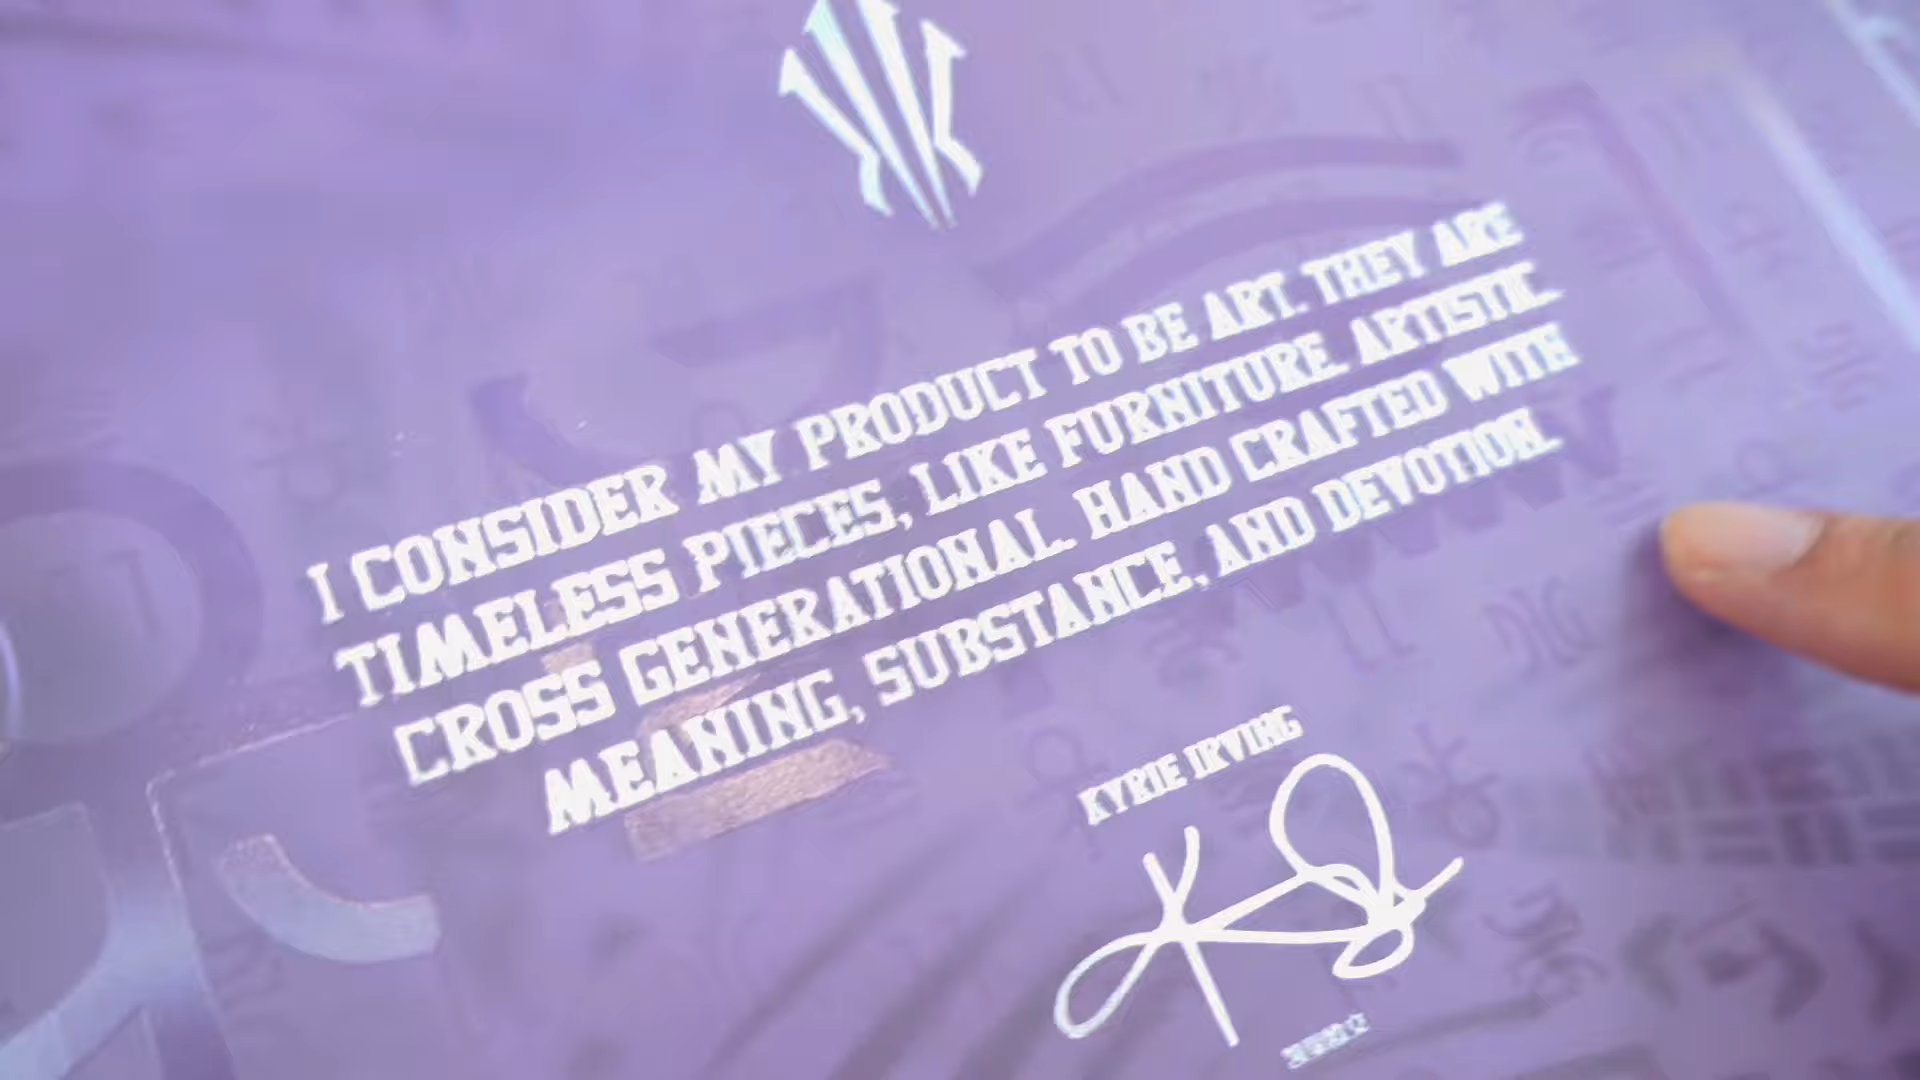 I CONSIDER MY PRODUCT TO BE ART. THEY ARE
TIMELESS PIECES, LIKE FURNITURE. ARTISTIC.
CROSS GENERATIONAL. HAND CRAFTED WITH
MEANING, SUBSTANCE, AND DEVOTION.
KYRIE IRVING